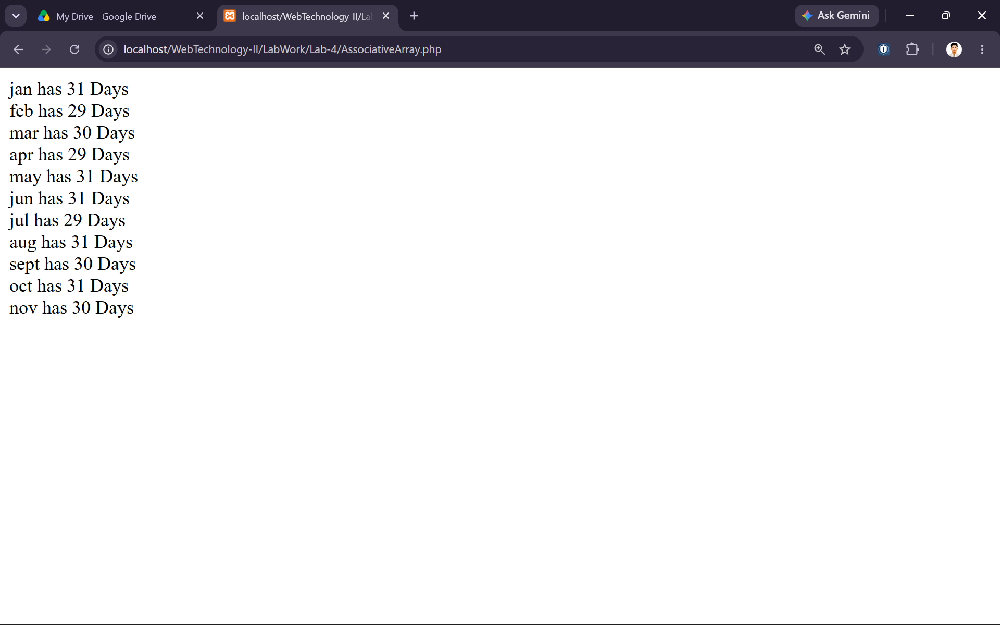 My Drive - Google Drive
localhost/WebTechnology-II/La
Ask Gemini
localhost/WebTechnology-II/LabWork/Lab-4/AssociativeArray.php
jan has 31 Days
feb has 29 Days
mar has 30 Days
apr has 29 Days
may has 31 Days
jun has 31 Days
jul has 29 Days
aug has 31 Days
sept has 30 Days
oct has 31 Days
nov has 30 Days